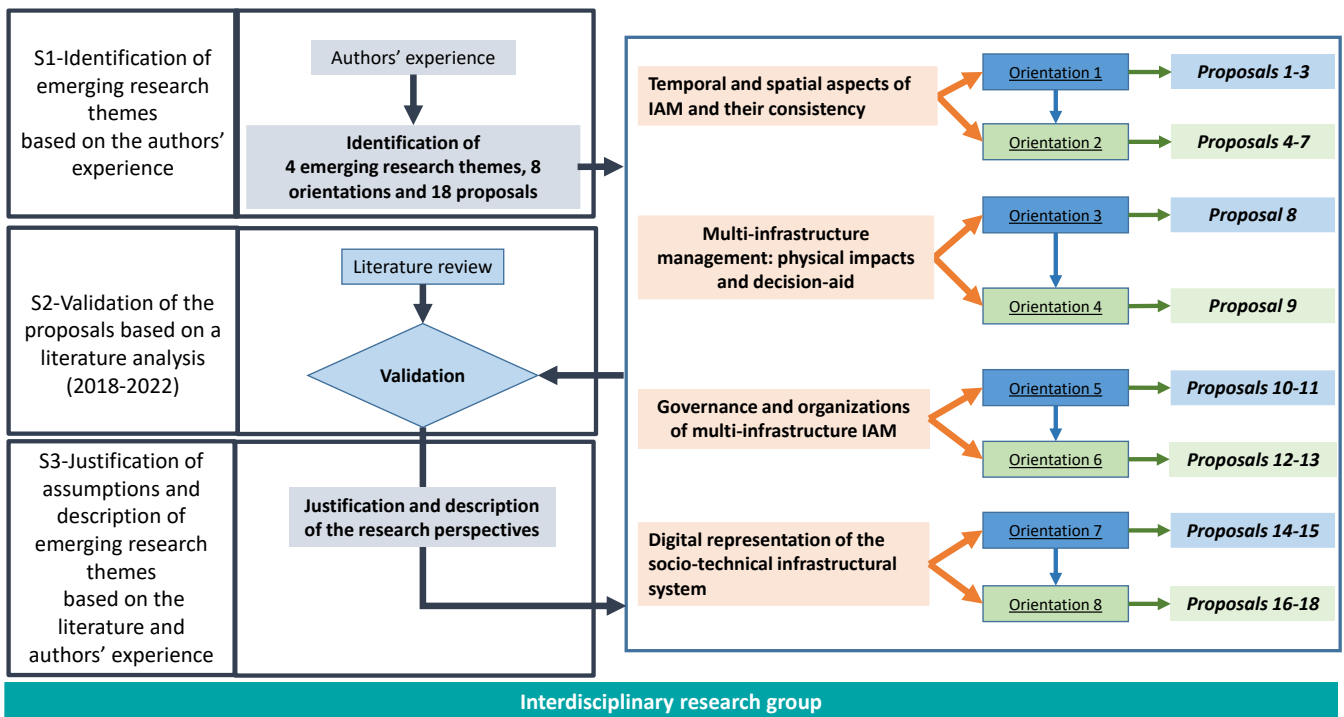 S1-Identification of
emerging research
themes
based on the authors’
experience
Authors’ experience
Identification of
4 emerging research themes, 8
orientations and 18 proposals
S2-Validation of the
proposals based on a
literature analysis
(2018-2022)
Literature review
Validation
S3-Justification of
assumptions and
description of
emerging research
themes
based on the
literature and
authors’ experience
Justification and description
of the research perspectives
Temporal and spatial aspects of
IAM and their consistency
Orientation 1
Proposals 1-3
Orientation 2
Proposals 4-7
Multi-infrastructure
management: physical impacts
and decision-aid
Orientation 3
Proposal 8
Orientation 4
Proposal 9
Governance and organizations
of multi-infrastructure IAM
Orientation 5
Proposals 10-11
Orientation 6
Proposals 12-13
Digital representation of the
socio-technical infrastructural
system
Orientation 7
Proposals 14-15
Orientation 8
Proposals 16-18
Interdisciplinary research group